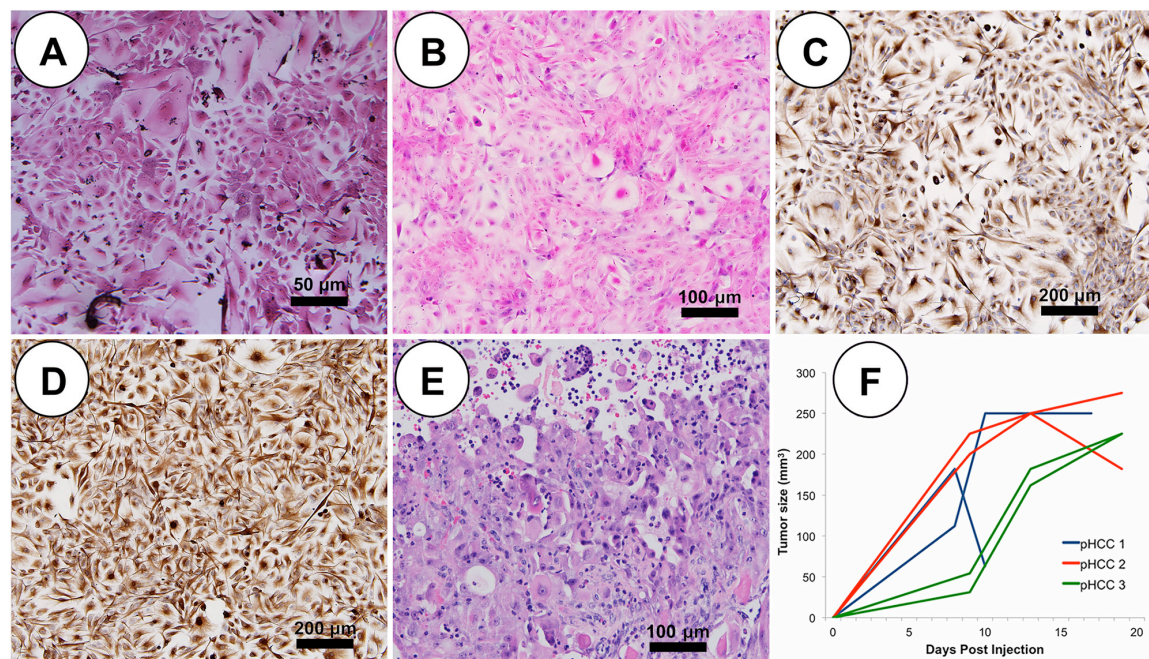 A
50 µm
B
100 µm
C
200 µm
D
200 µm
E
100 µm
F
300
250
200
150
100
50
0
Tumor size (mm³)
pHCC 1
pHCC 2
pHCC 3
0 5 10 15 20
Days Post Injection